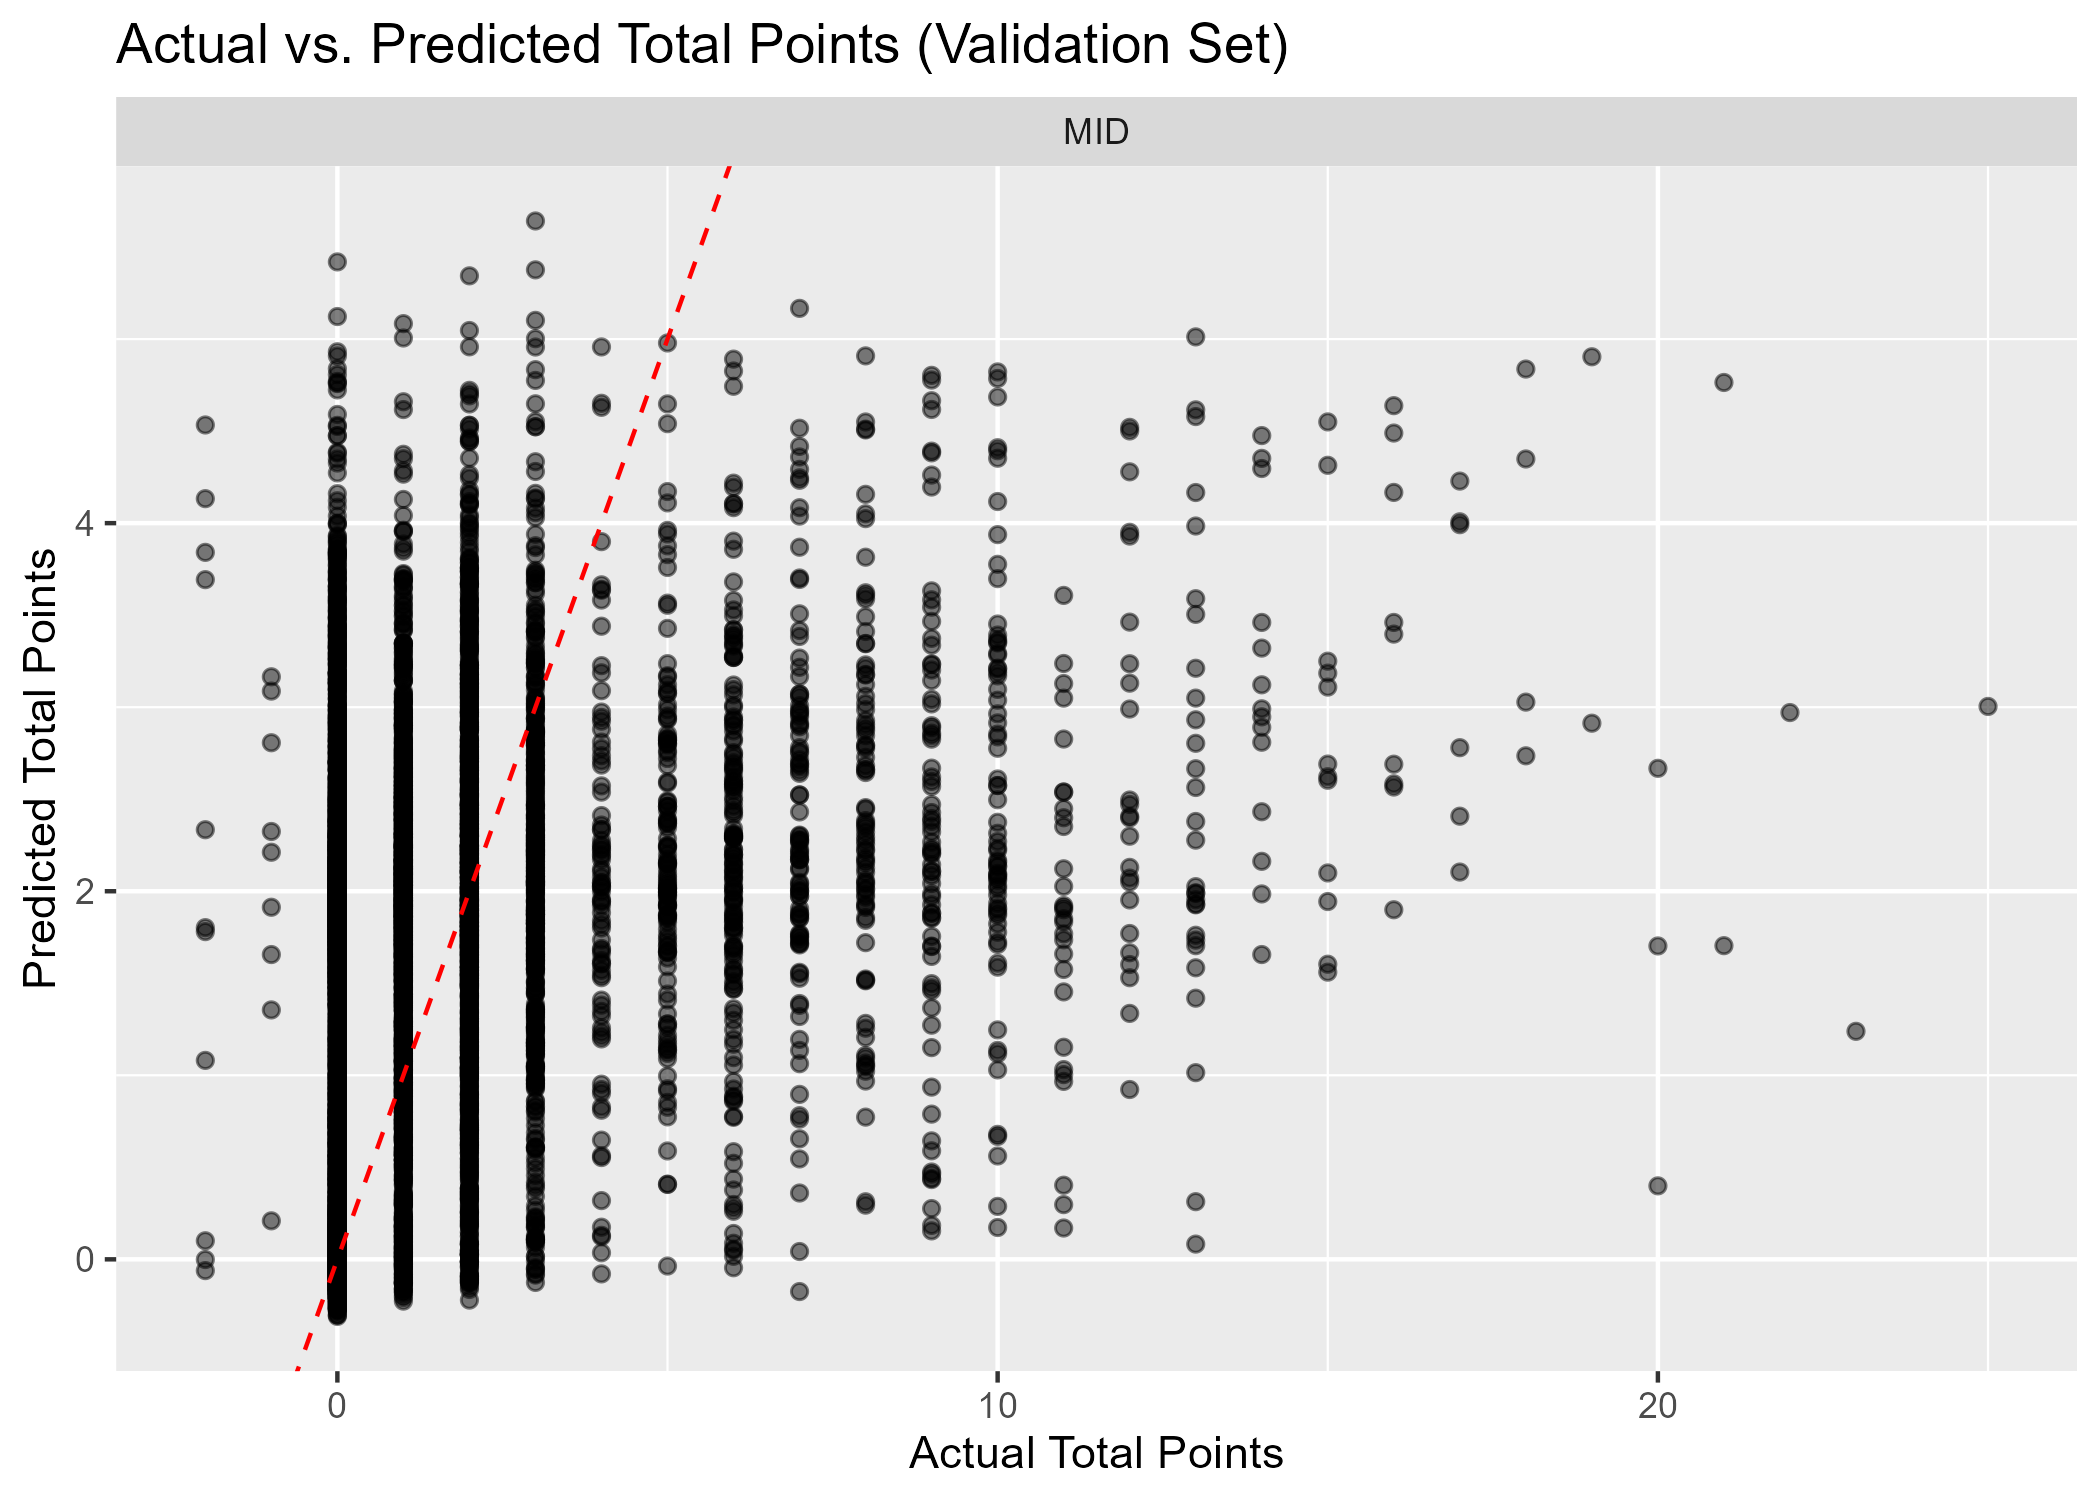 Actual vs. Predicted Total Points (Validation Set)
MID
4
2
0
Predicted Total Points
0
10
20
Actual Total Points